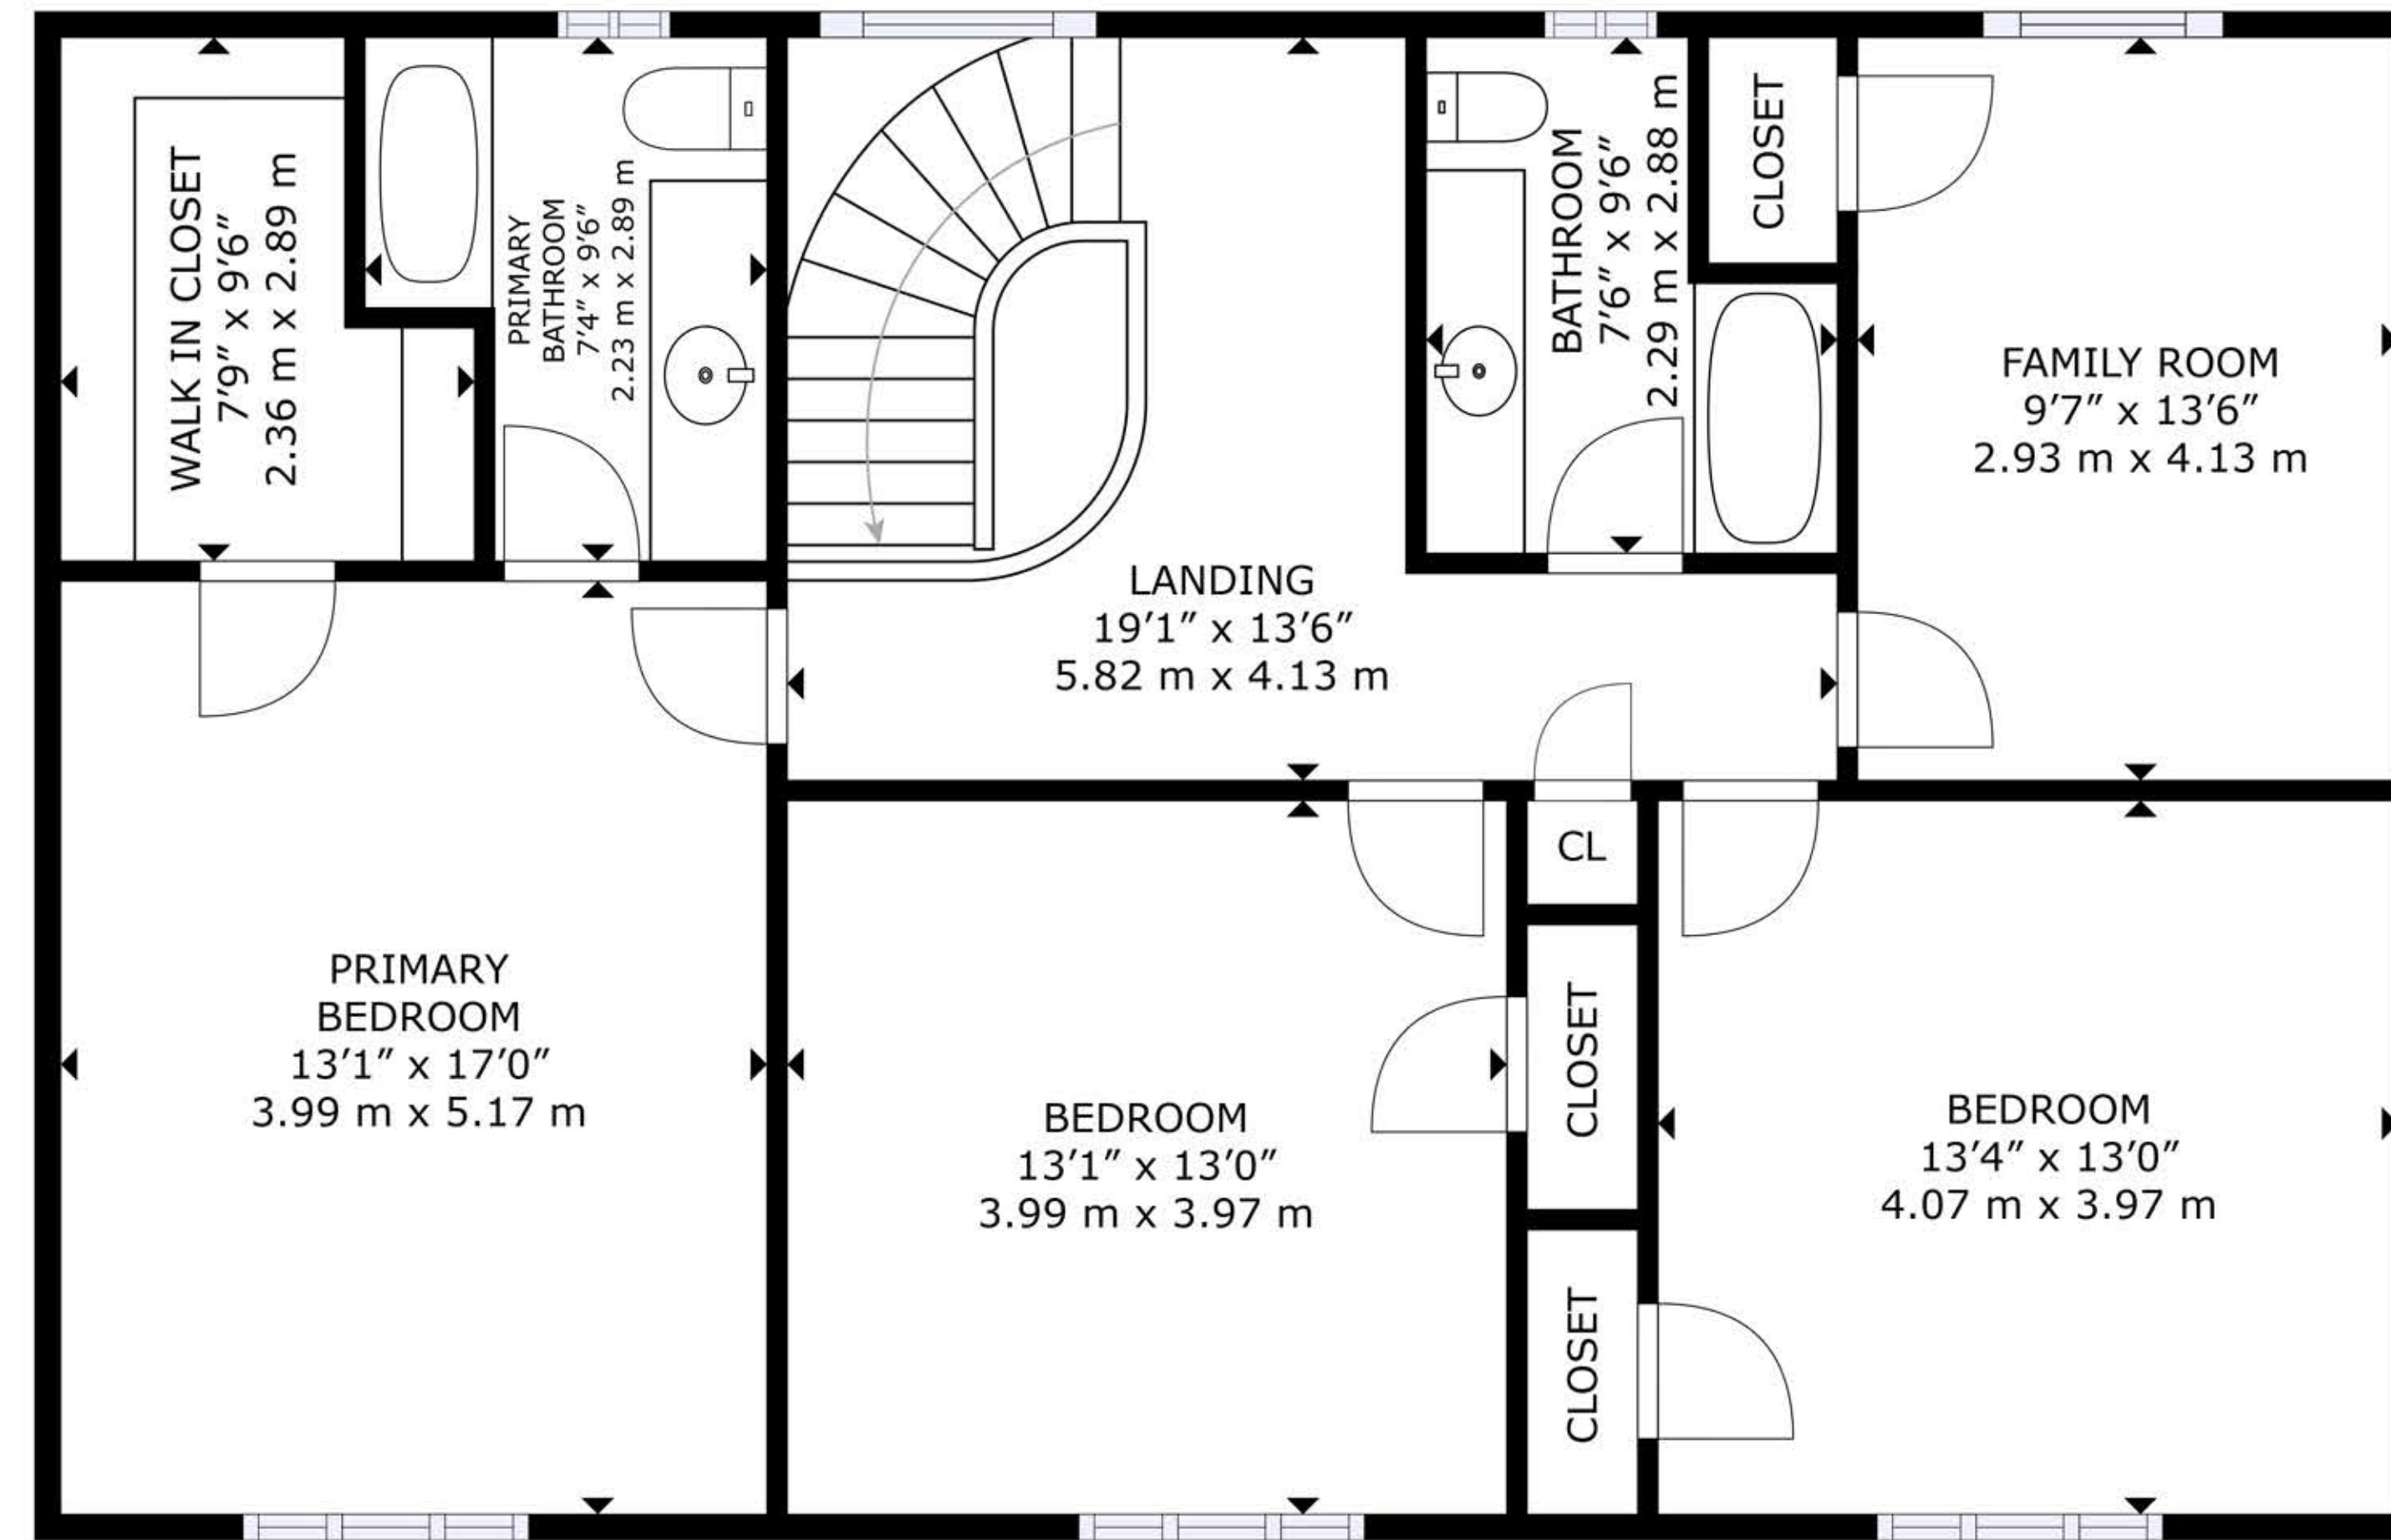 WALK IN CLOSET
7′9″ x 9′6″
2.36 m x 2.89 m
PRIMARY
BATHROOM
7′4″ x 9′6″
2.23 m x 2.89 m
BATHROOM
7′6″ x 9′6″
2.29 m x 2.88 m
CLOSET
FAMILY ROOM
9′7″ x 13′6″
2.93 m x 4.13 m
LANDING
19′1″ x 13′6″
5.82 m x 4.13 m
PRIMARY
BEDROOM
13′1″ x 17′0″
3.99 m x 5.17 m
BEDROOM
13′1″ x 13′0″
3.99 m x 3.97 m
CL
CLOSET
CLOSET
BEDROOM
13′4″ x 13′0″
4.07 m x 3.97 m